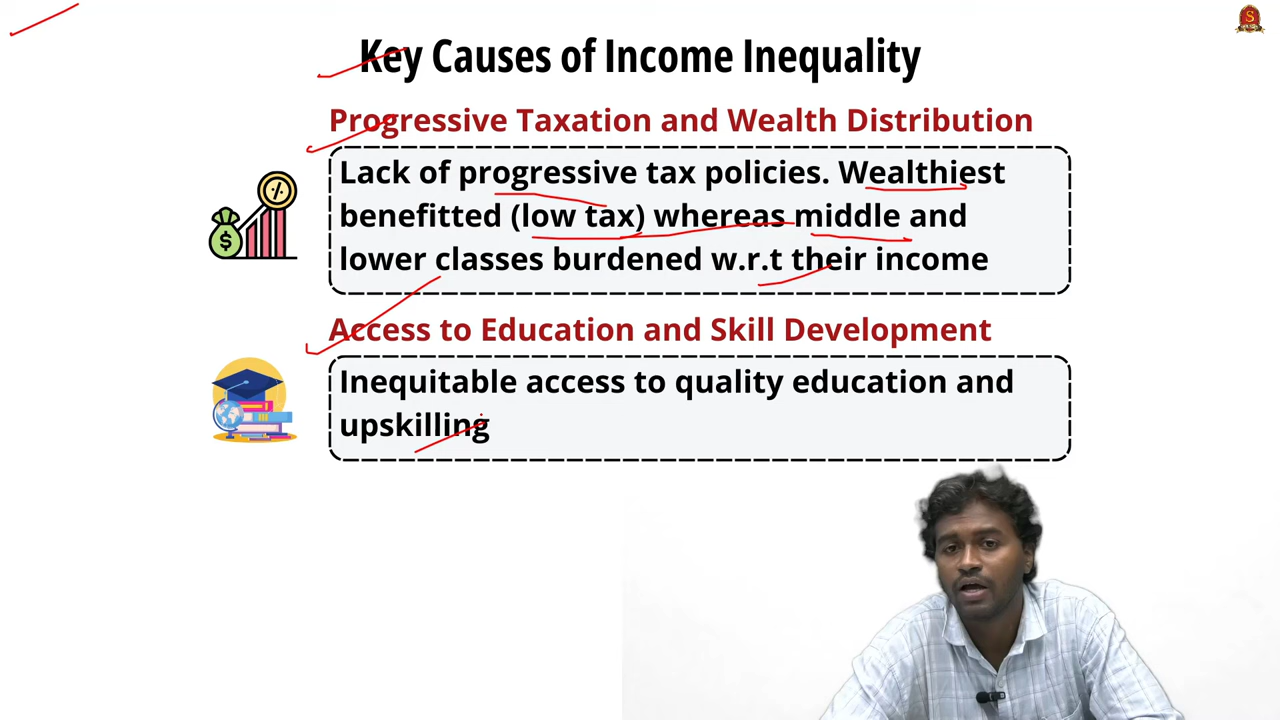 Key Causes of Income Inequality
Progressive Taxation and Wealth Distribution
Lack of progressive tax policies. Wealthiest
benefitted (low tax) whereas middle and
lower classes burdened w.r.t their income
Access to Education and Skill Development
Inequitable access to quality education and
upskilling